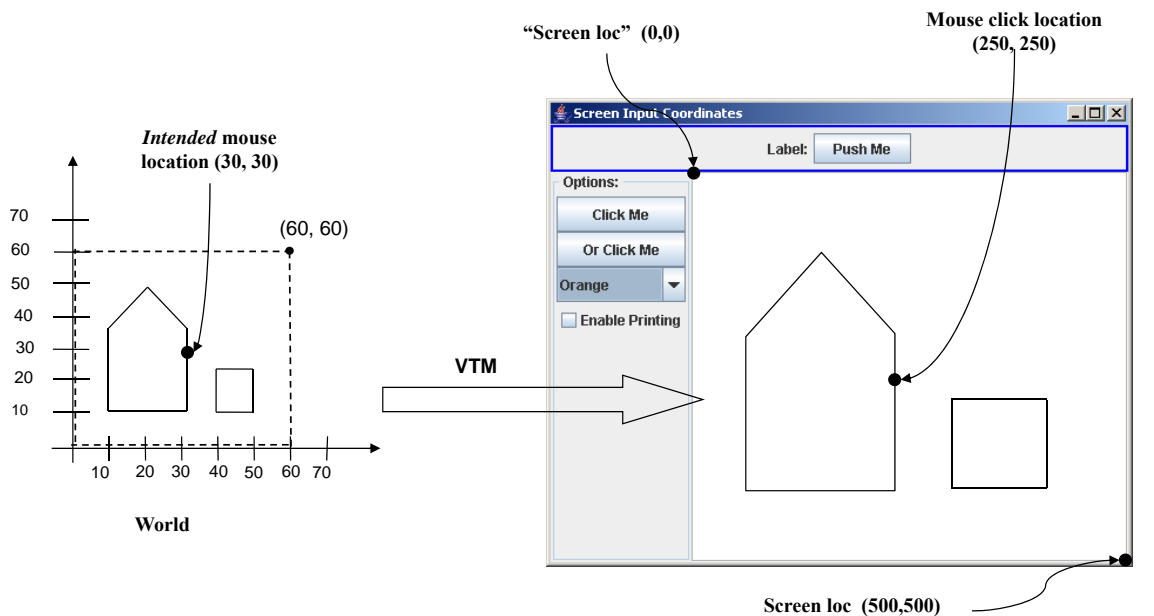 “Screen loc” (0,0)
Mouse click location
(250, 250)
Intended mouse
location (30, 30)
Screen Input Coordinates
Label:
Push Me
Options:
Click Me
Or Click Me
Orange
Enable Printing
(60, 60)
70
60
50
40
30
20
10
10
20
30
40
50
60
70
World
VTM
Screen loc (500,500)